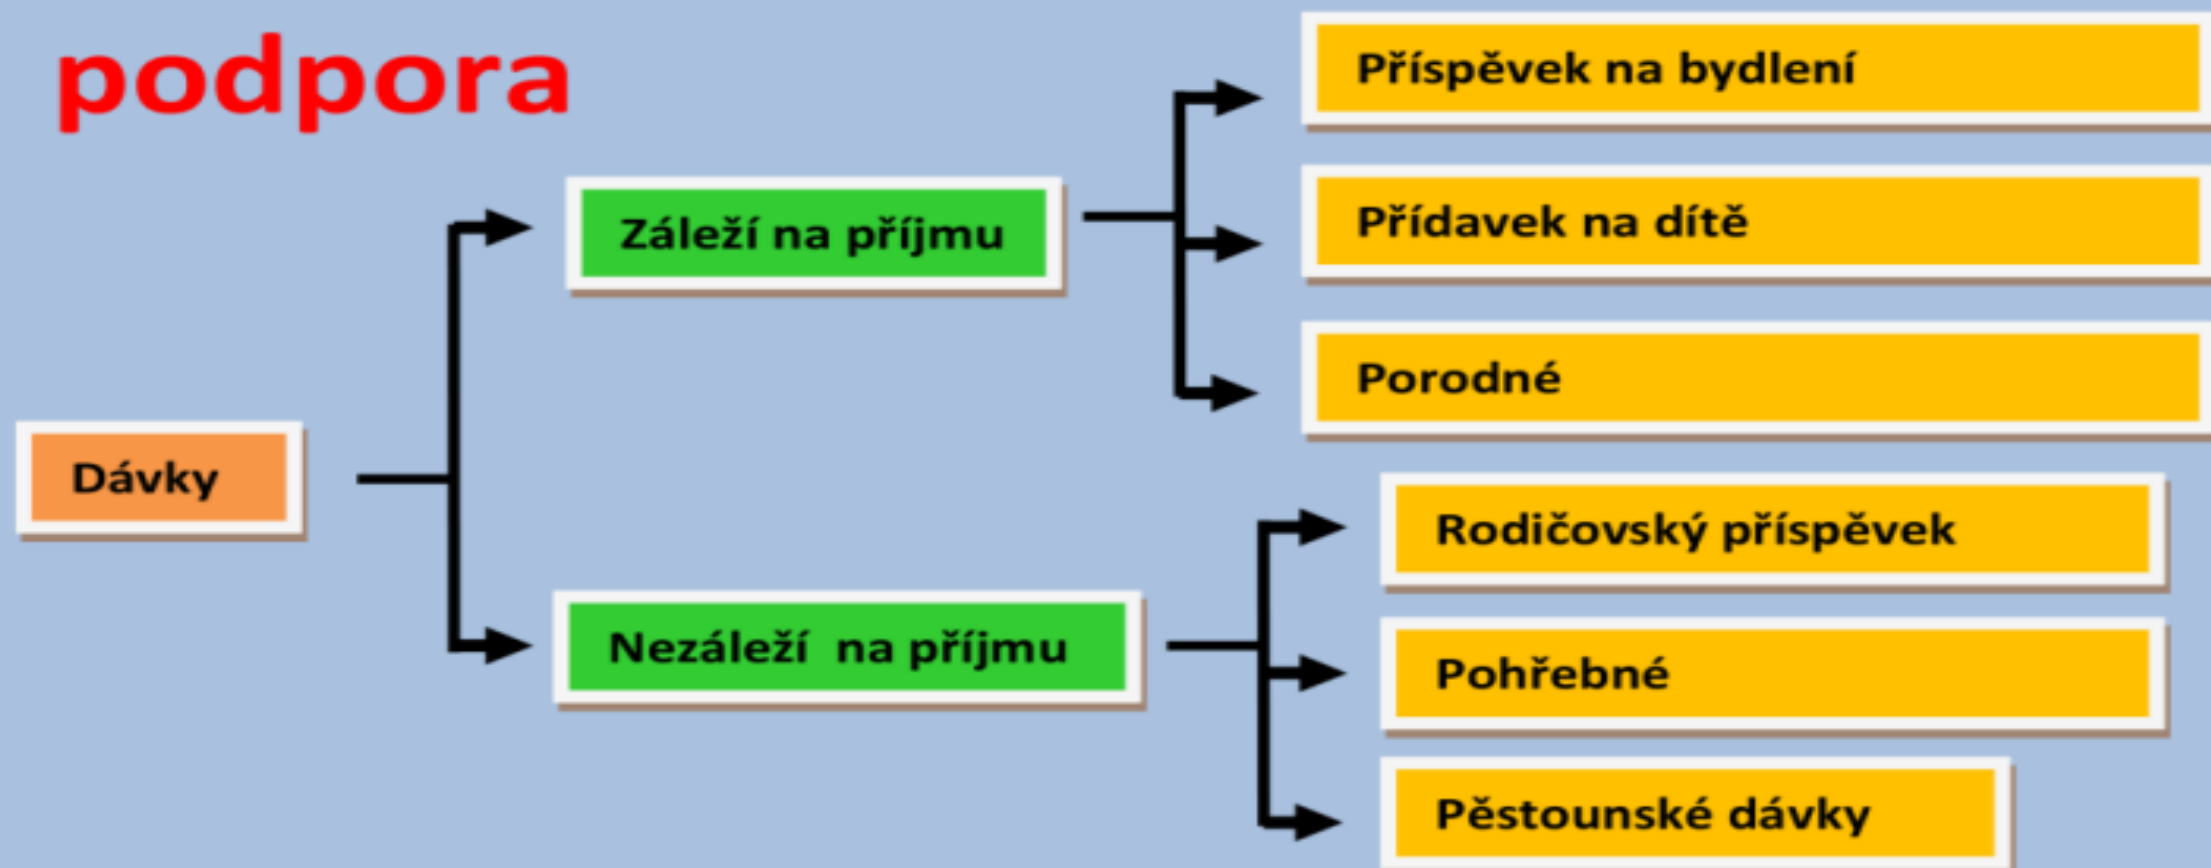 podpora
Dávky
Záleží na příjmu
Příspěvek na bydlení
Přídavek na dítě
Porodné
Nezáleží  na příjmu
Rodičovský příspěvek
Pohřebné
Pěstounské dávky